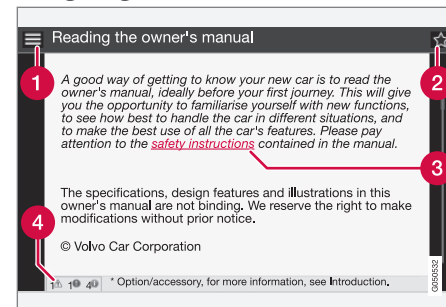 Reading the owner's manual
1
2
A good way of getting to know your new car is to read the
owner's manual, ideally before your first journey. This will give
you the opportunity to familiarise yourself with new functions,
to see how best to handle the car in different situations, and
to make the best use of all the car's features. Please pay
attention to the safety instructions contained in the manual.
3
The specifications, design features and illustrations in this
owner's manual are not binding. We reserve the right to make
modifications without prior notice.
4
© Volvo Car Corporation
1 1 4 * Option/accessory, for more information, see Introduction.
G050532